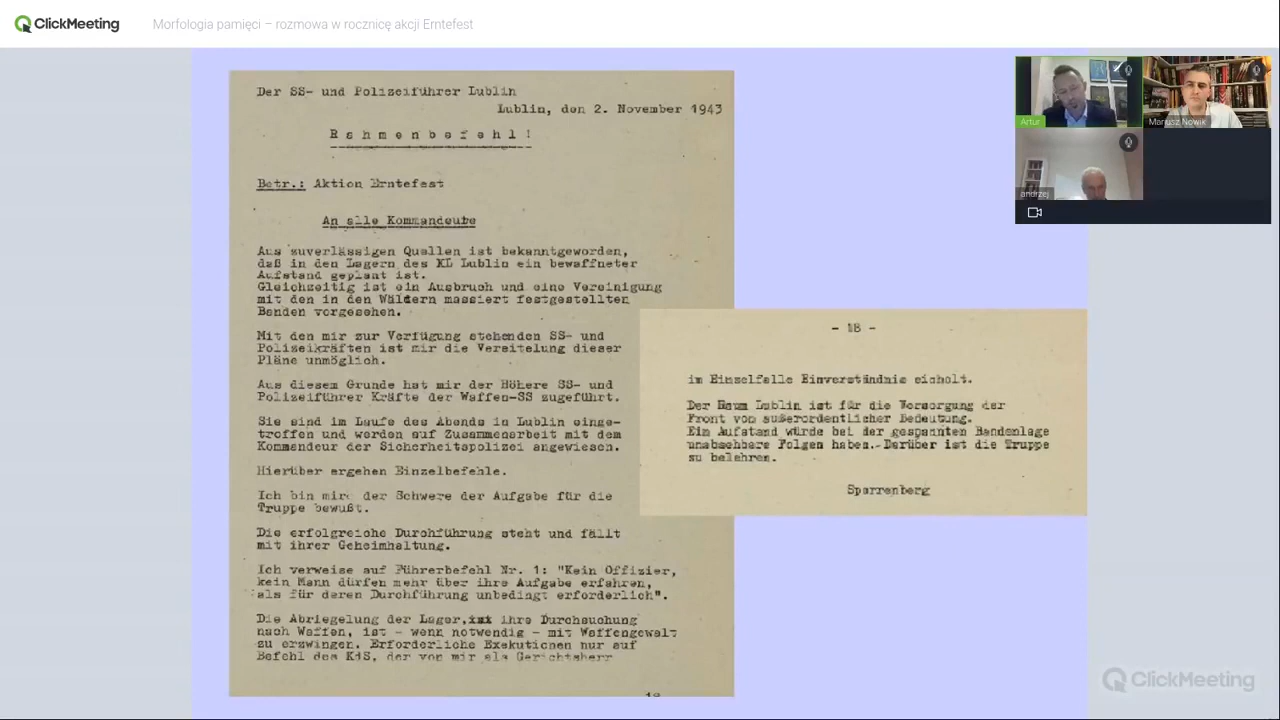 ClickMeeting
Morfologia pamięci – rozmowa w rocznicę akcji Erntefest
Der SS- und Polizeiführer Lublin
Lublin, den 2. November 1943
Rahmenbefehl!
Betr.: Aktion Erntefest
An alle Kommandeure
Aus zuverlässigen Quellen ist bekanntgeworden,
daß in den Lagern des KL Lublin ein bewaffneter
Aufstand geplant ist.
Gleichzeitig ist ein Ausbruch und eine Vereinigung
mit den in den Wäldern massiert festgestellten
Banden vorgesehen.
Mit den mir zur Verfügung stehenden SS- und
Polizeikräften ist mir die Vereitelung dieser
Pläne unmöglich.
Aus diesem Grunde hat mir der Höhere SS- und
Polizeiführer Kräfte der Waffen-SS zugeführt.
Sie sind im Laufe des Abends in Lublin einge-
troffen und werden auf Zusammenarbeit mit dem
Kommandeur der Sicherheitspolizei angewiesen.
Hierüber ergehen Einzelbefehle.
Ich bin mir der Schwere der Aufgabe für die
Truppe bewußt.
Die erfolgreiche Durchführung steht und fällt
mit ihrer Geheimhaltung.
Ich verweise auf Führerbefehl Nr. 1: "Kein Offizier,
kein Mann dürfen mehr über ihre Aufgabe erfahren,
als für deren Durchführung unbedingt erforderlich".
Die Abriegelung der Lager, ihre Durchsuchung
nach Waffen, ist - wenn notwendig - mit Waffengewalt
zu erzwingen. Erforderliche Exekutionen nur auf
Befehl des KdS, der von mir als Gerichtsherr
- 18 -
im Einzelfalle Einverständnis eicholt.
Der Raum Lublin ist für die Versorgung der
Front von außerordentlicher Bedeutung.
Ein Aufstand würde bei der gespannten Bandenlage
unabsehbare Folgen haben.- Darüber ist die Truppe
zu belehren.
Sparrenberg
Artur
Mariusz Nowik
andrzej
ClickMeeting